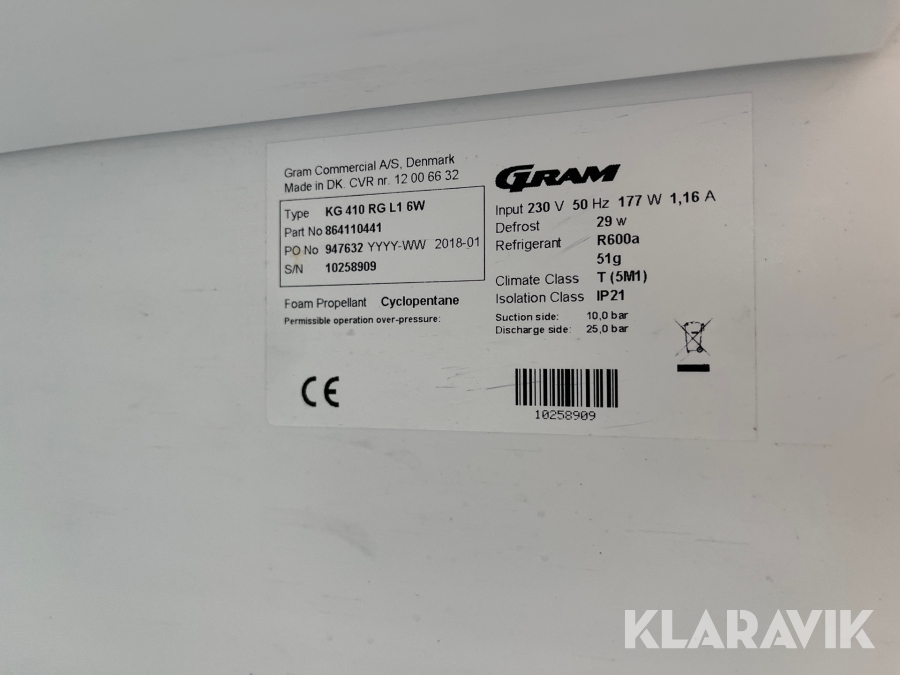 Gram Commercial A/S, Denmark
Made in DK. CVR nr. 12 00 66 32
Type KG 410 RG L1 6W
Part No 864110441
PO No 947632 YYYY-WW 2018-01
S/N 10258909
Foam Propellant Cyclopentane
Permissible operation over-pressure:
CE
GRAM
Input 230 V 50 Hz 177 W 1,16 A
Defrost 29 w
Refrigerant R600a
51g
Climate Class T (5M1)
Isolation Class IP21
Suction side: 10,0 bar
Discharge side: 25,0 bar
10258909
KLARAVIK